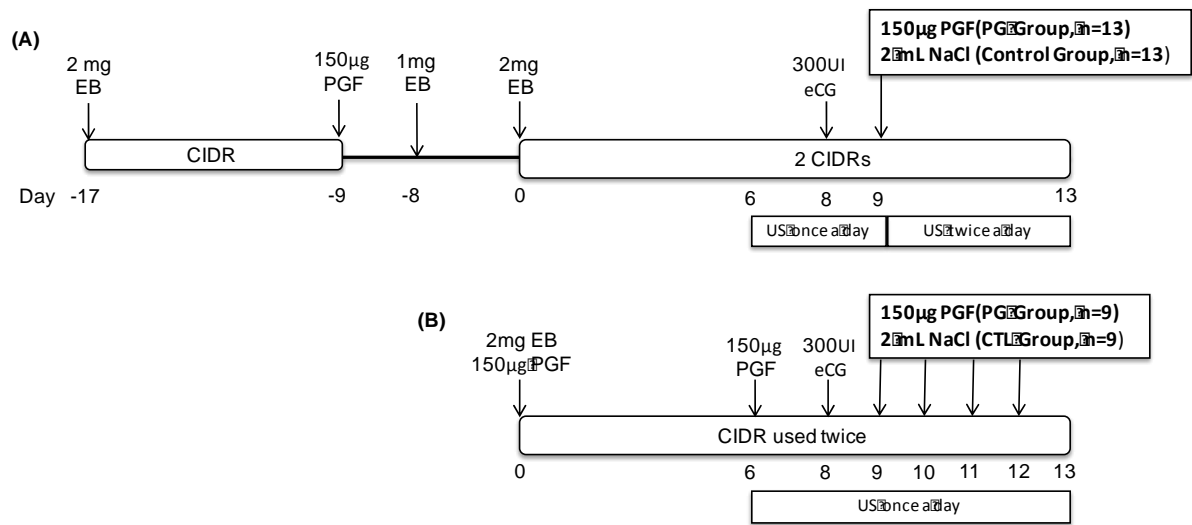 (A)
2 mg
EB
150µg
PGF
1mg
EB
2mg
EB
300UI
eCG
150µg PGF(PG Group, n=13)
2 mL NaCl (Control Group, n=13)
CIDR
2 CIDRs
Day -17 -9 -8 0 6 8 9 13
US once a day
US twice a day
(B)
2mg EB
150µg PGF
150µg
PGF
300UI
eCG
150µg PGF(PG Group, n=9)
2 mL NaCl (CTL Group, n=9)
CIDR used twice
0 6 8 9 10 11 12 13
US once a day